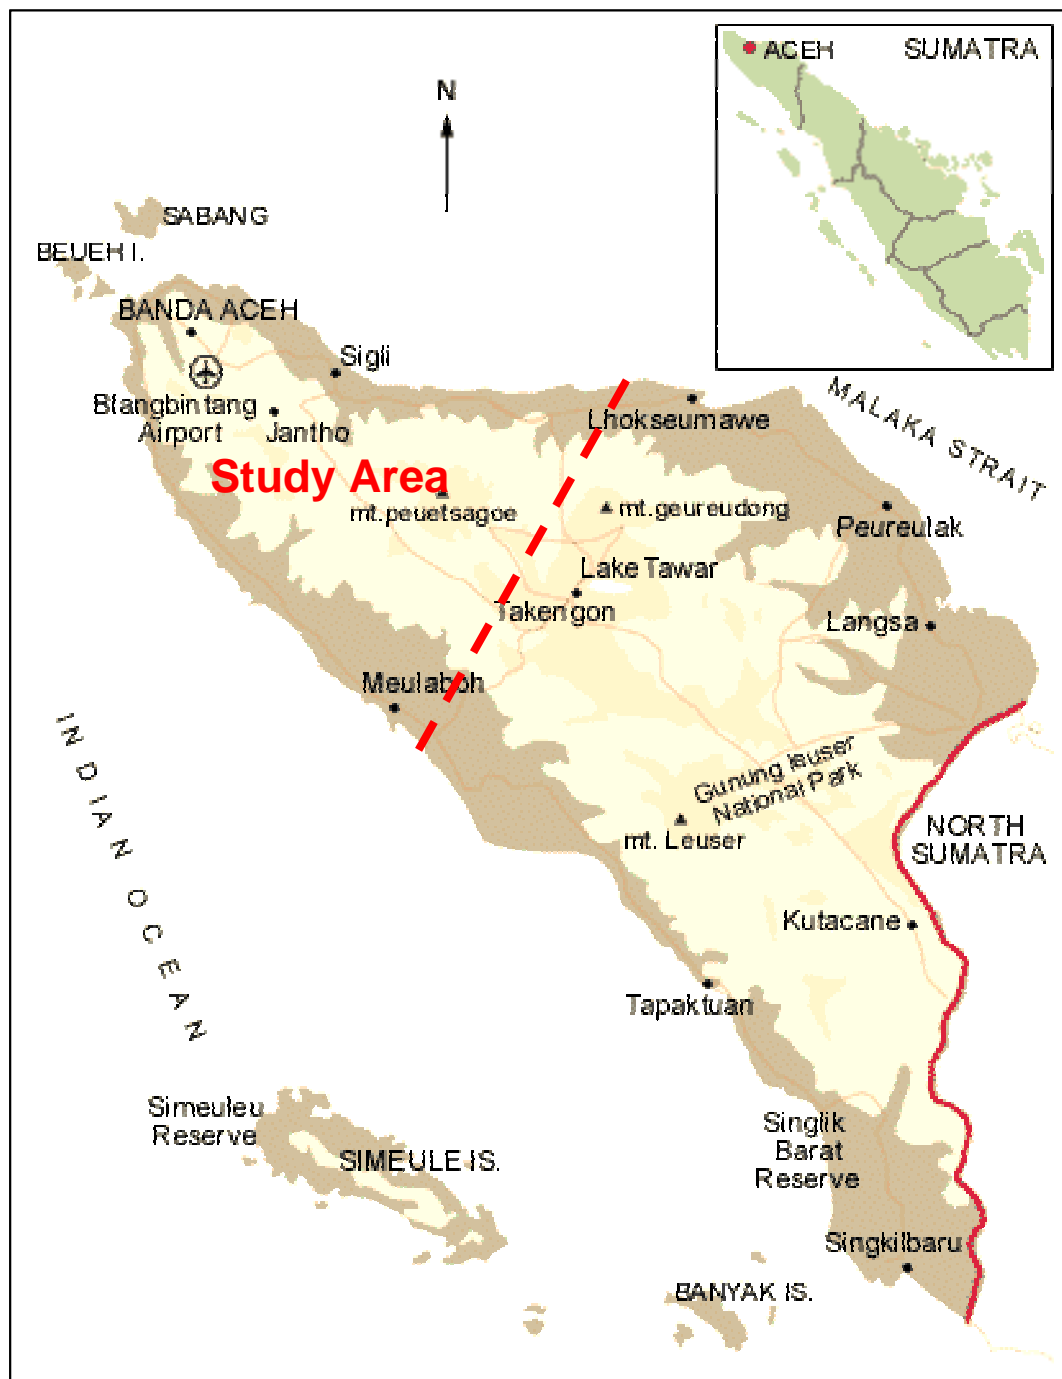 ACEH
SUMATRA
N
SABANG
BEUEH I.
BANDA ACEH
Sigli
Blangbintang
Airport
Jantho
Lhokseumawe
MALAKA STRAIT
Study Area
mt.peuetsagoe
mt.geureudong
Peureulak
Lake Tawar
Takengon
Langsa
Meulaboh
INDIAN OCEAN
Gunung lsuser
National Park
mt. Leuser
NORTH
SUMATRA
Kutacane
Tapaktuan
Simeuleu
Reserve
SIMEULE IS.
Singlik
Barat
Reserve
Singkilbaru
BANYAK IS.